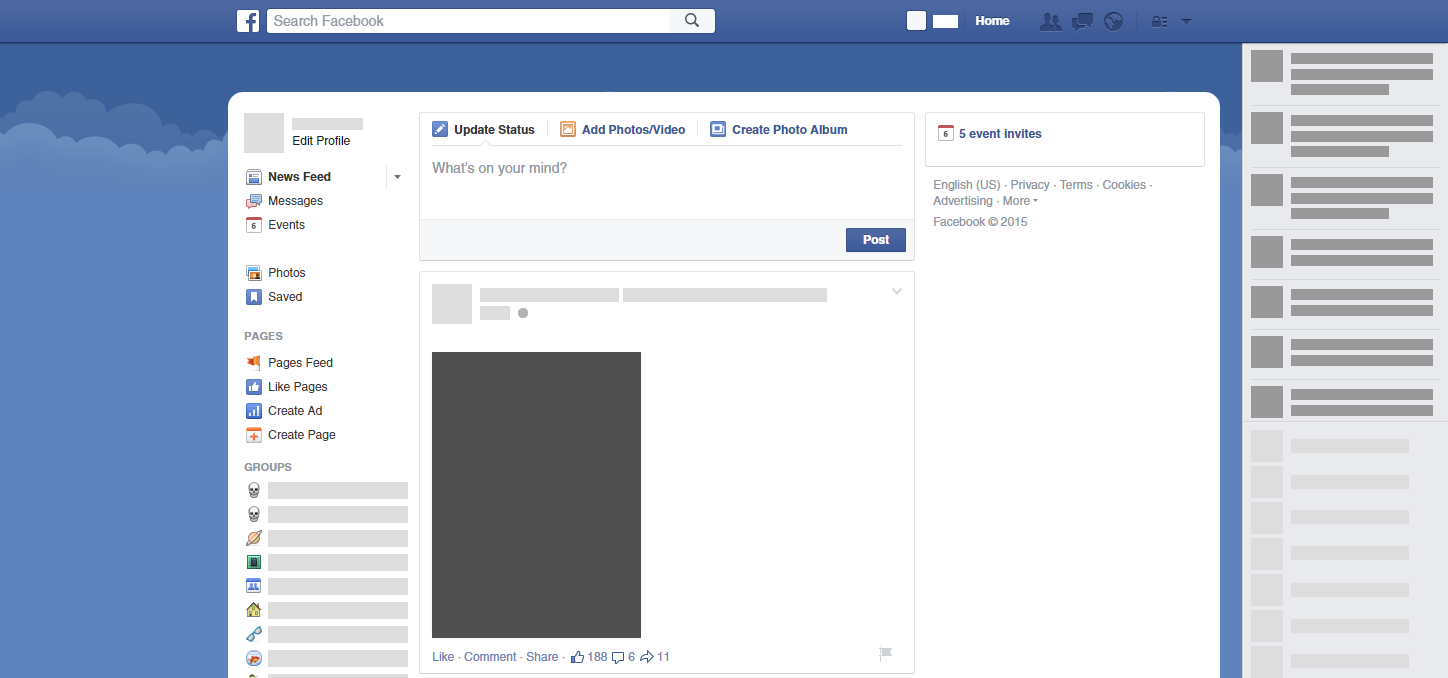 f
Search Facebook
Home
Edit Profile
News Feed
Messages
6 Events
Photos
Saved
PAGES
Pages Feed
Like Pages
Create Ad
Create Page
GROUPS
Update Status
Add Photos/Video
Create Photo Album
What's on your mind?
Post
Like · Comment · Share · 188 6 11
6 5 event invites
English (US) · Privacy · Terms · Cookies ·
Advertising · More
Facebook © 2015